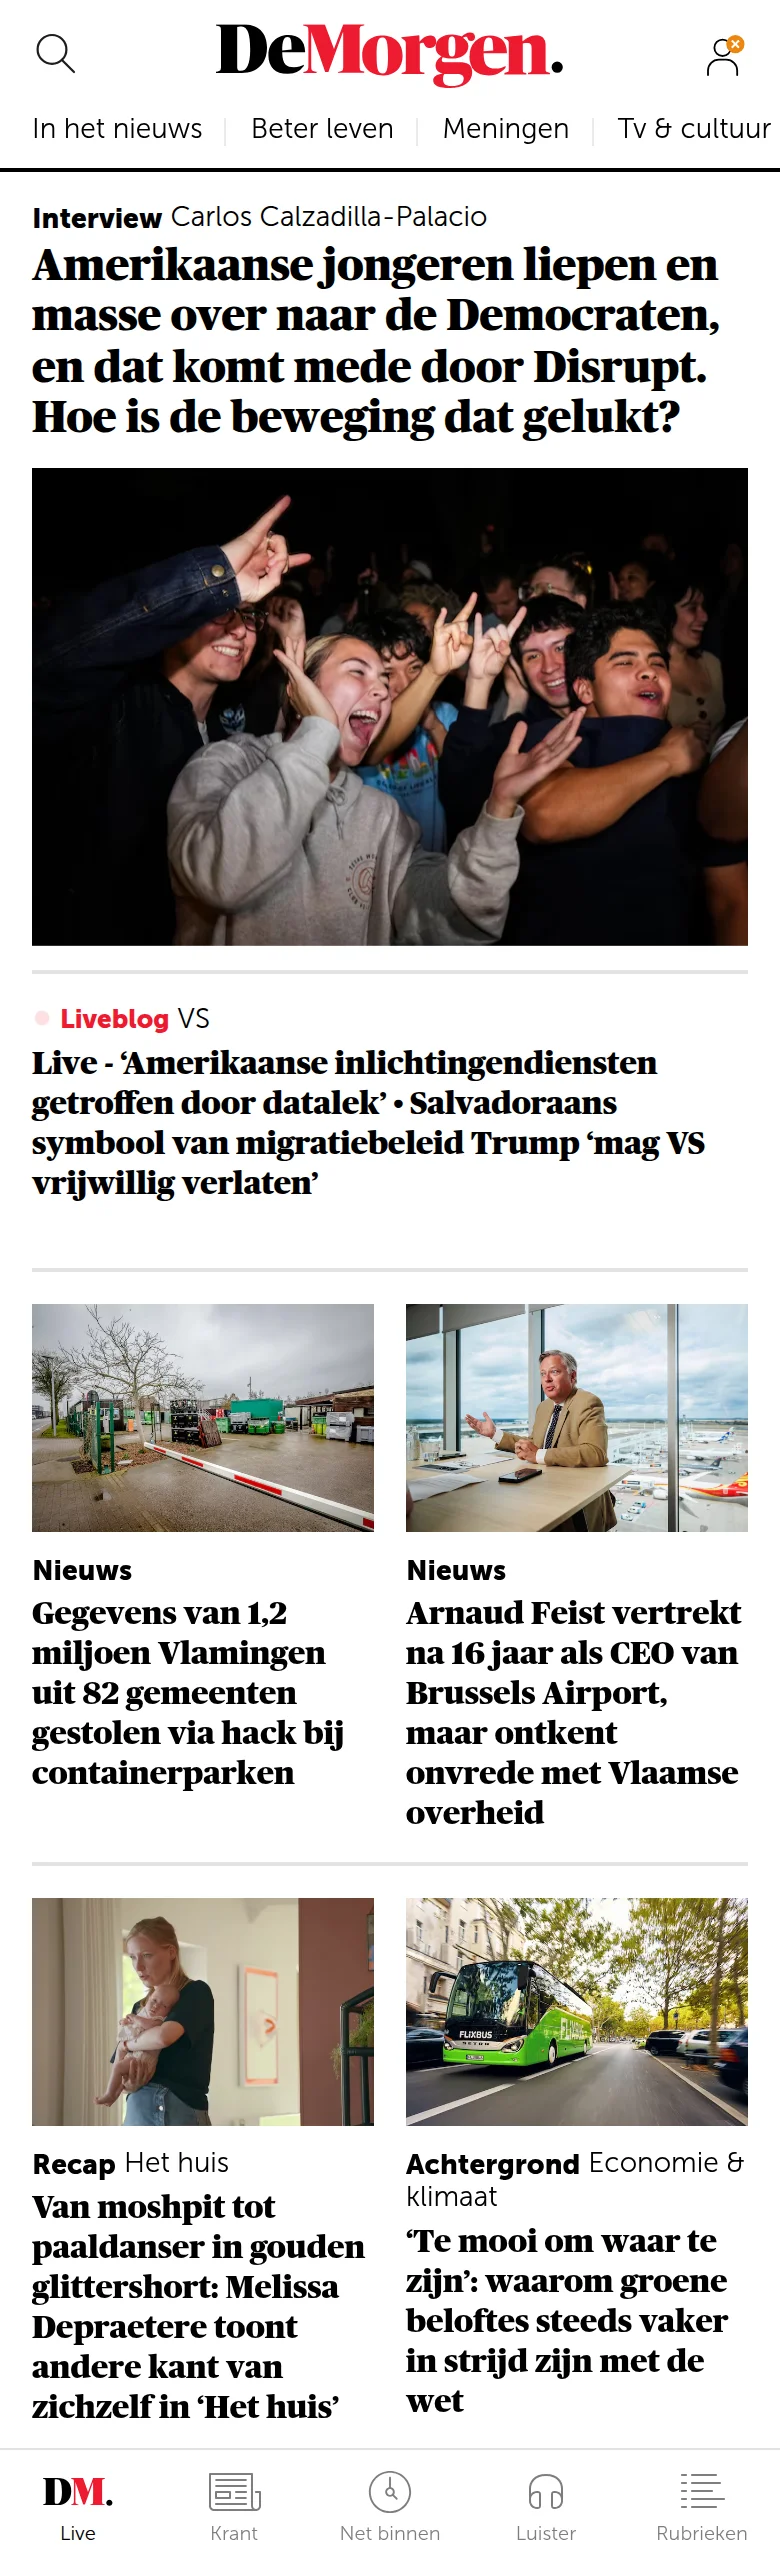 DeMorgen.
In het nieuws
Beter leven
Meningen
Tv & cultuur
Interview Carlos Calzadilla-Palacio
Amerikaanse jongeren liepen en
masse over naar de Democraten,
en dat komt mede door Disrupt.
Hoe is de beweging dat gelukt?
Liveblog VS
Live - ‘Amerikaanse inlichtingendiensten
getroffen door datalek’ • Salvadoraans
symbool van migratiebeleid Trump ‘mag VS
vrijwillig verlaten’
Nieuws
Gegevens van 1,2
miljoen Vlamingen
uit 82 gemeenten
gestolen via hack bij
containerparken
Nieuws
Arnaud Feist vertrekt
na 16 jaar als CEO van
Brussels Airport,
maar ontkent
onvrede met Vlaamse
overheid
FLIXBUS
Recap Het huis
Van moshpit tot
paaldanser in gouden
glittershort: Melissa
Depraetere toont
andere kant van
zichzelf in ‘Het huis’
Achtergrond Economie &
klimaat
‘Te mooi om waar te
zijn’: waarom groene
beloftes steeds vaker
in strijd zijn met de
wet
DM.
Live
Krant
Net binnen
Luister
Rubrieken